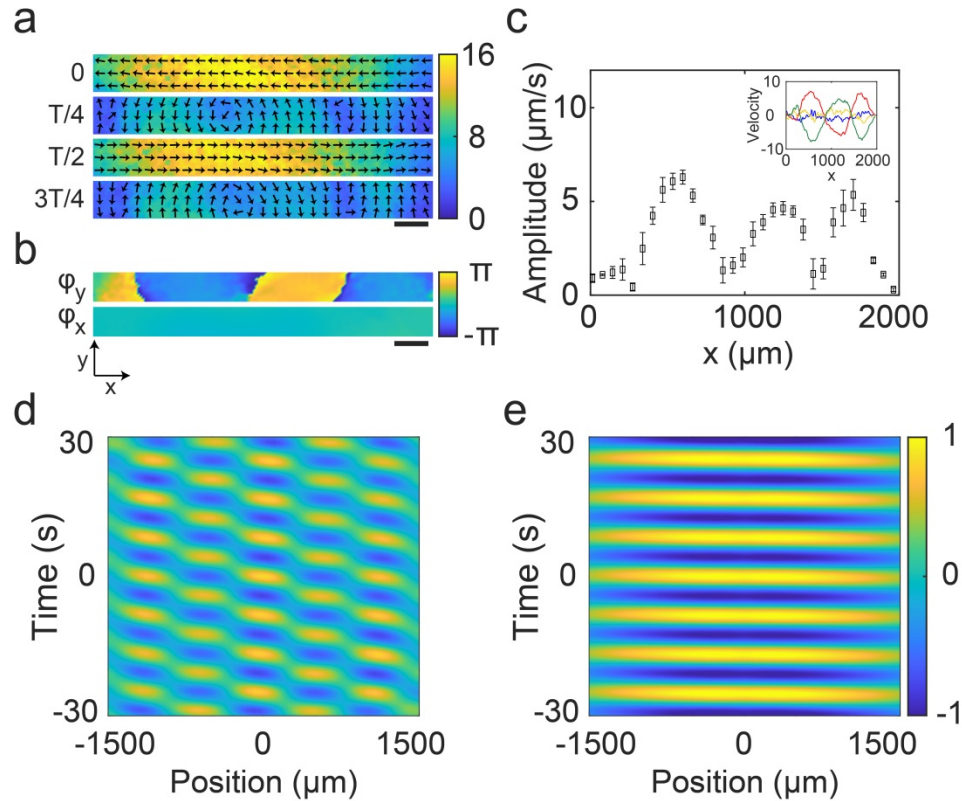 a
0
T/4
T/2
3T/4
16
8
0
b
φy
φx
π
-π
y
x
c
Amplitude (μm/s)
10
5
0
0
1000
2000
x (μm)
Velocity
10
0
-10
0
1000
2000
x
d
Time (s)
30
0
-30
-1500
0
1500
Position (μm)
e
Time (s)
30
0
-30
-1500
0
1500
Position (μm)
1
0
-1